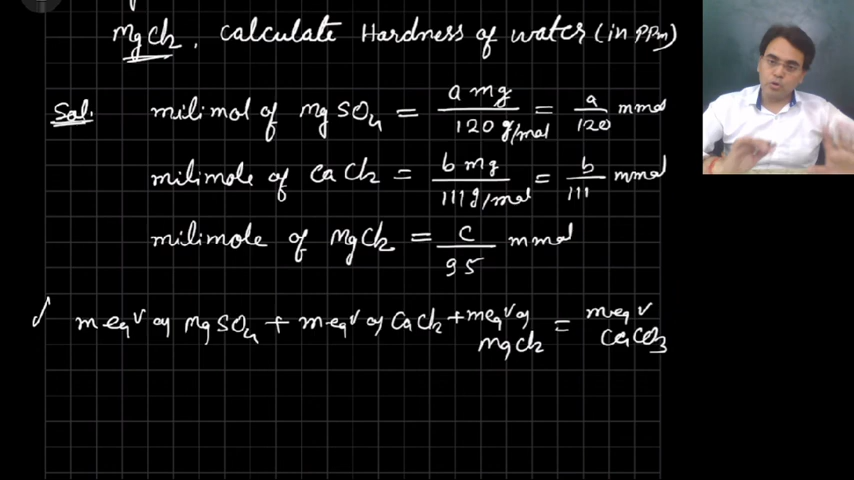 MgCl2. Calculate Hardness of water (in PPm)
Sol. milimol of MgSO4 = a mg / 120 g/mol = a / 120 mmol
milimole of CaCl2 = b mg / 111 g/mol = b / 111 mmol
milimole of MgCl2 = c / 95 mmol
meqv of MgSO4 + meqv of CaCl2 + meqv of MgCl2 = meqv CaCO3